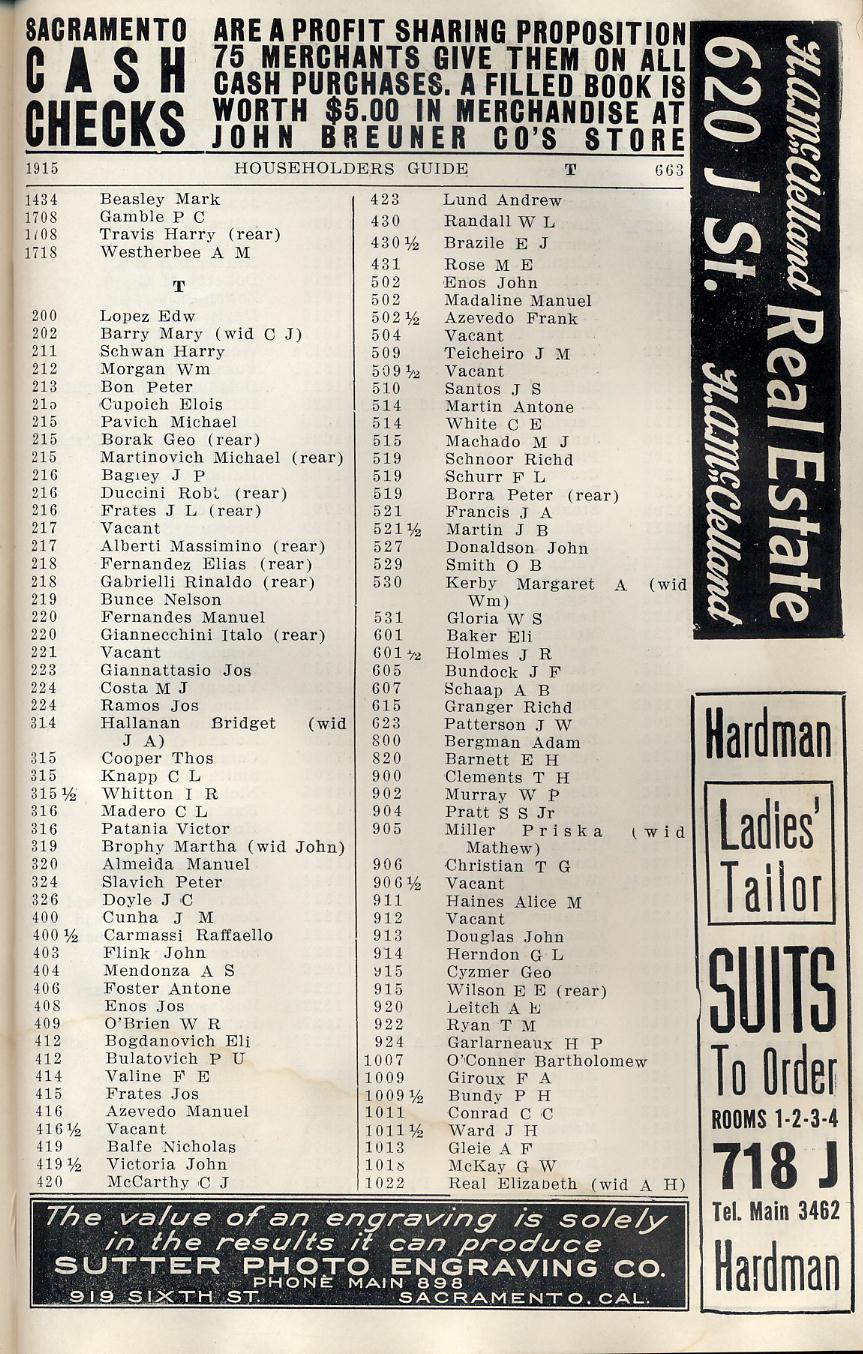 SACRAMENTO
CASH
CHECKS
ARE A PROFIT SHARING PROPOSITION
75 MERCHANTS GIVE THEM ON ALL
CASH PURCHASES. A FILLED BOOK IS
WORTH $5.00 IN MERCHANDISE AT
JOHN BREUNER CO'S STORE
1915 HOUSEHOLDERS GUIDE T 663
1434 Beasley Mark
1708 Gamble P C
1708 Travis Harry (rear)
1718 Westherbee A M
T
200 Lopez Edw
202 Barry Mary (wid C J)
211 Schwan Harry
212 Morgan Wm
213 Bon Peter
215 Cupoich Elois
215 Pavich Michael
215 Borak Geo (rear)
215 Martinovich Michael (rear)
216 Bagley J P
216 Duccini Robt (rear)
216 Frates J L (rear)
217 Vacant
217 Alberti Massimino (rear)
218 Fernandez Elias (rear)
218 Gabrielli Rinaldo (rear)
219 Bunce Nelson
220 Fernandes Manuel
220 Giannecchini Italo (rear)
221 Vacant
223 Giannattasio Jos
224 Costa M J
224 Ramos Jos
314 Hallanan Bridget (wid
J A)
315 Cooper Thos
315 Knapp C L
315½ Whitton I R
316 Madero C L
316 Patania Victor
319 Brophy Martha (wid John)
320 Almeida Manuel
324 Slavich Peter
326 Doyle J C
400 Cunha J M
400½ Carmassi Raffaello
403 Flink John
404 Mendonza A S
406 Foster Antone
408 Enos Jos
409 O'Brien W R
412 Bogdanovich Eli
412 Bulatovich P U
414 Valine F E
415 Frates Jos
416 Azevedo Manuel
416½ Vacant
419 Balfe Nicholas
419½ Victoria John
420 McCarthy C J
423 Lund Andrew
430 Randall W L
430½ Brazile E J
431 Rose M E
502 Enos John
502 Madaline Manuel
502½ Azevedo Frank
504 Vacant
509 Teicheiro J M
509½ Vacant
510 Santos J S
514 Martin Antone
514 White C E
515 Machado M J
519 Schnoor Richd
519 Schurr F L
519 Borra Peter (rear)
521 Francis J A
521½ Martin J B
527 Donaldson John
529 Smith O B
530 Kerby Margaret A (wid
Wm)
531 Gloria W S
601 Baker Eli
601½ Holmes J R
605 Bundock J F
607 Schaap A B
615 Granger Richd
623 Patterson J W
800 Bergman Adam
820 Barnett E H
900 Clements T H
902 Murray W P
904 Pratt S S Jr
905 Miller Priska (wid
Mathew)
906 Christian T G
906½ Vacant
911 Haines Alice M
912 Vacant
913 Douglas John
914 Herndon G L
915 Cyzmer Geo
915 Wilson E E (rear)
920 Leitch A E
922 Ryan T M
924 Garlarneaux H P
1007 O'Conner Bartholomew
1009 Giroux F A
1009½ Bundy P H
1011 Conrad C C
1011½ Ward J H
1013 Gleie A F
1018 McKay G W
1022 Real Elizabeth (wid A H)
H.A. McClelland Real Estate
620 J St. H.A. McClelland
Hardman
Ladies'
Tailor
SUITS
To Order
ROOMS 1-2-3-4
718 J
Tel. Main 3462
Hardman
The value of an engraving is solely
in the results it can produce
SUTTER PHOTO ENGRAVING CO.
PHONE MAIN 898
919 SIXTH ST. SACRAMENTO, CAL.